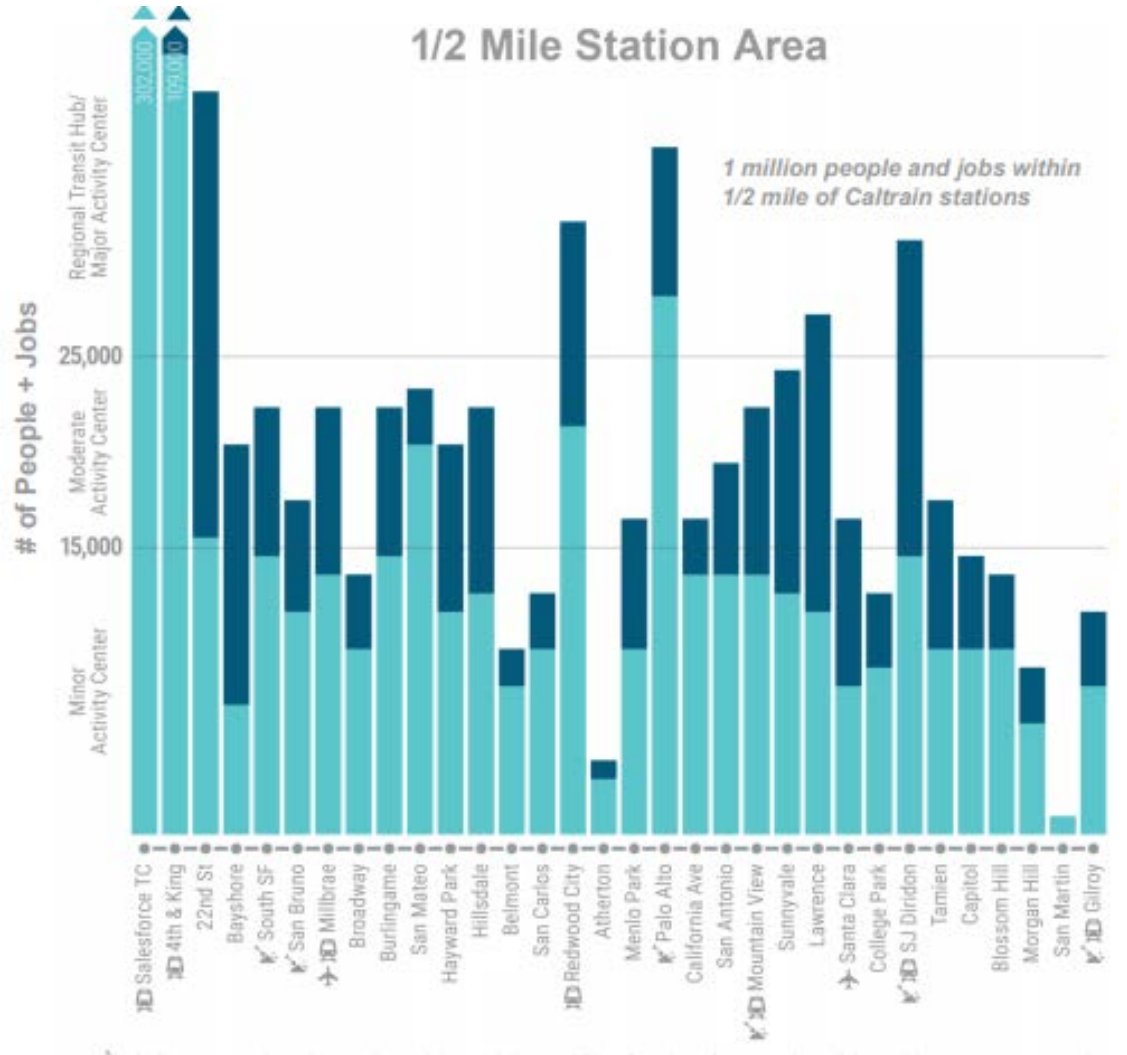 1/2 Mile Station Area
302,000
109,000
1 million people and jobs within
1/2 mile of Caltrain stations
# of People + Jobs
Regional Transit Hub/
Major Activity Center
25,000
Moderate
Activity Center
15,000
Minor
Activity Center
Salesforce TC
4th & King
22nd St
Bayshore
South SF
San Bruno
Millbrae
Broadway
Burlingame
San Mateo
Hayward Park
Hillsdale
Belmont
San Carlos
Redwood City
Atherton
Menlo Park
Palo Alto
California Ave
San Antonio
Mountain View
Sunnyvale
Lawrence
Santa Clara
College Park
SJ Diridon
Tamien
Capitol
Blossom Hill
Morgan Hill
San Martin
Gilroy